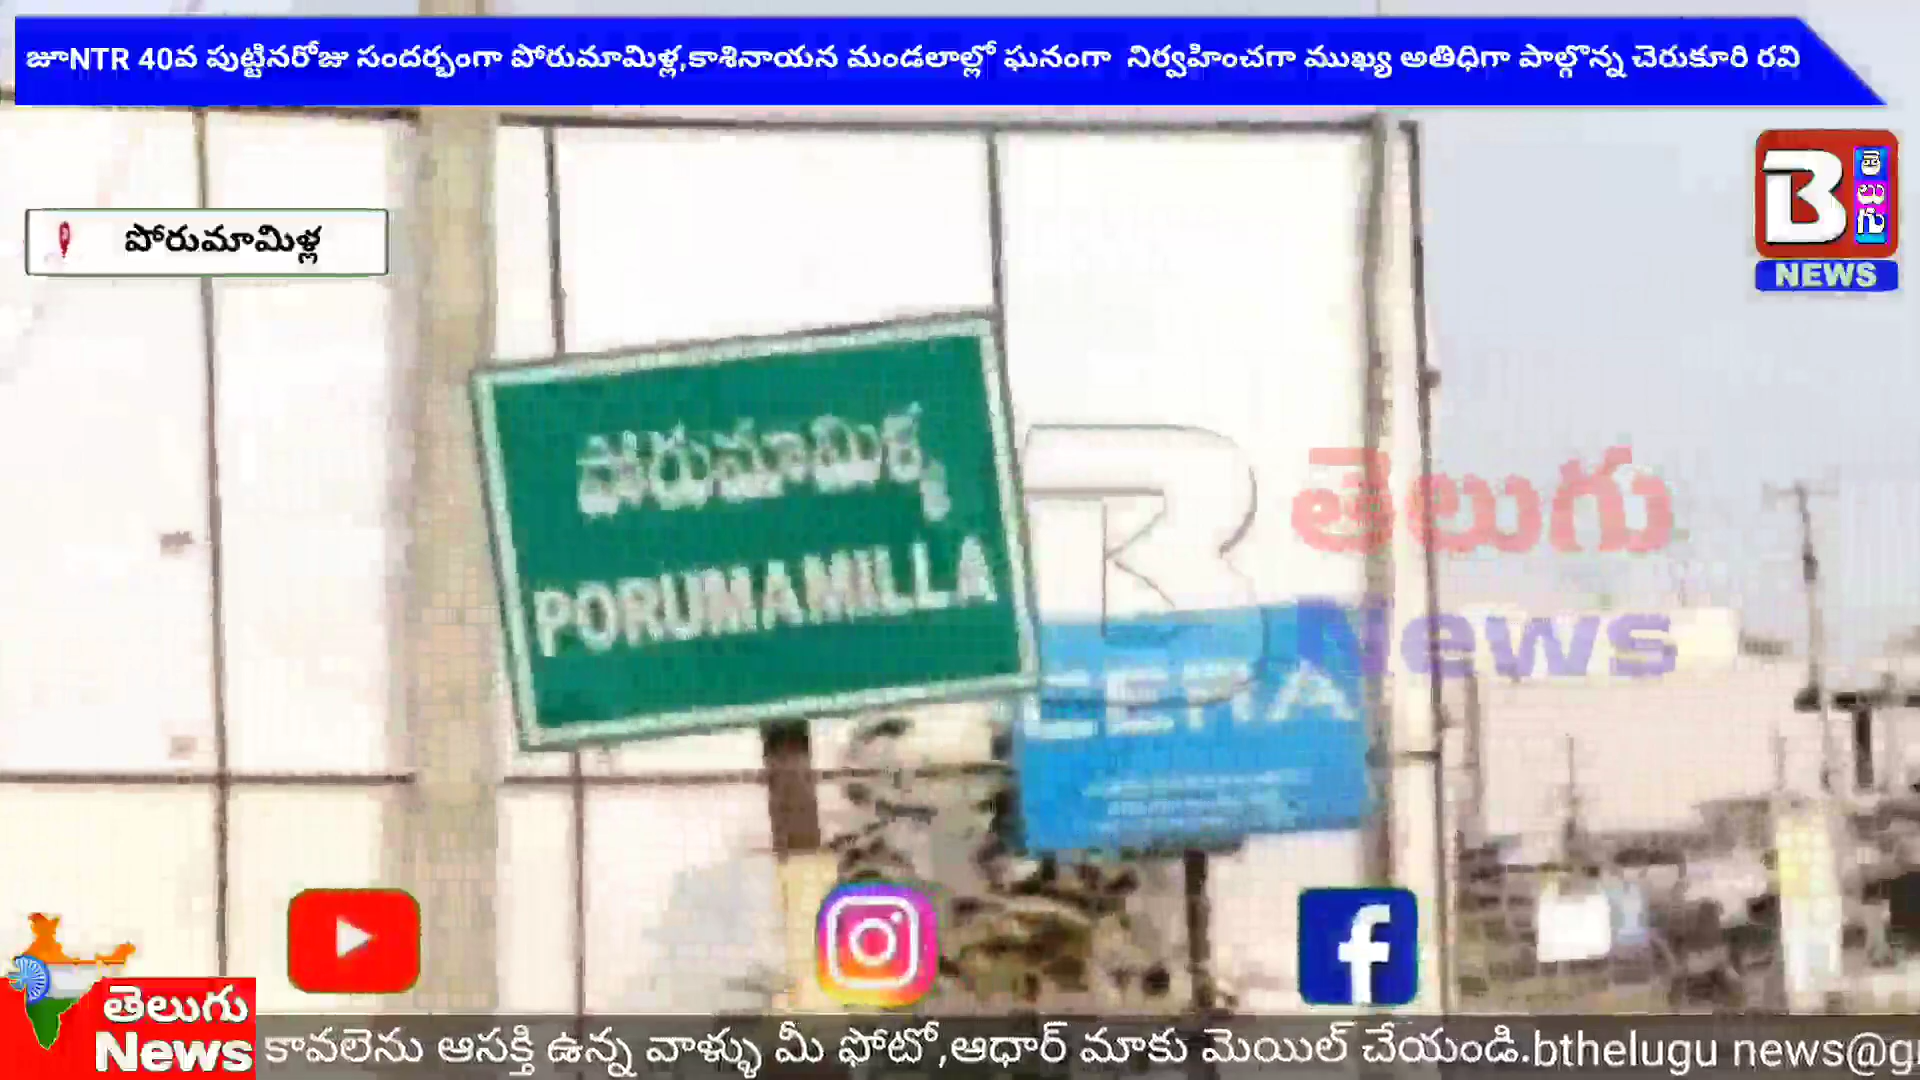 జూNTR 40వ పుట్టినరోజు సందర్భంగా పోరుమామిళ్ల,కాశినాయన మండలాల్లో ఘనంగా నిర్వహించగా ముఖ్య అతిధిగా పాల్గొన్న చెరుకూరి రవి
B తెలుగు
NEWS
పోరుమామిళ్ల
పోరుమామిళ్ళ
PORUMAMILLA
B తెలుగు
News
EERA
తెలుగు
News
కావలెను ఆసక్తి ఉన్న వాళ్ళు మీ ఫోటో,ఆధార్ మాకు మెయిల్ చేయండి.bthelugu news@g